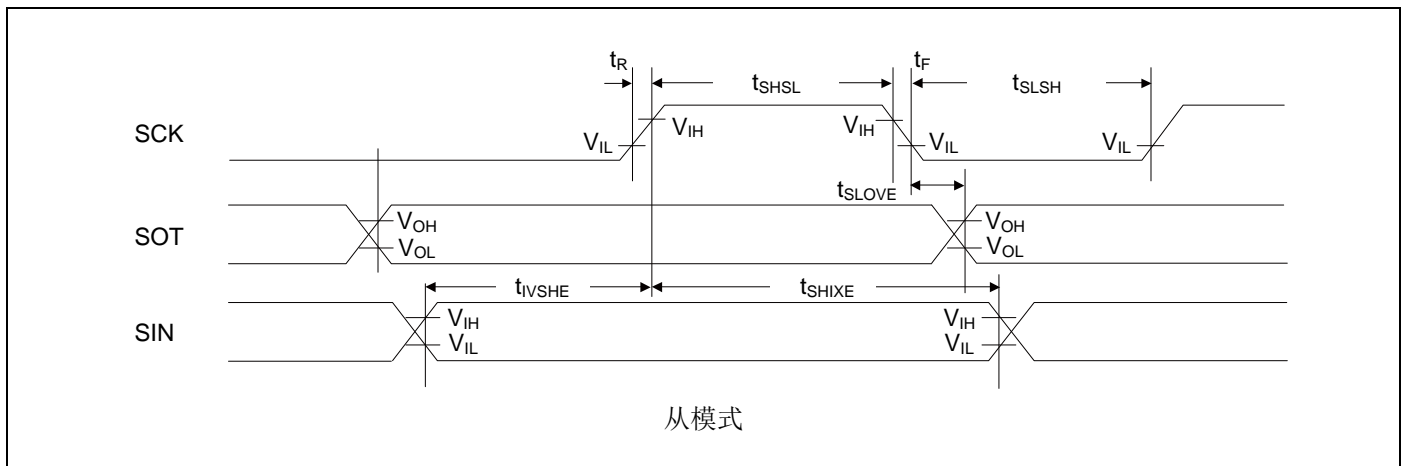 tR tF
tSHSL tSLSH
SCK VIL VIH VIH VIL VIL
tSLOVE
SOT VOH VOL VOH VOL
tIVSHE tSHIXE
SIN VIH VIL VIH VIL
从模式